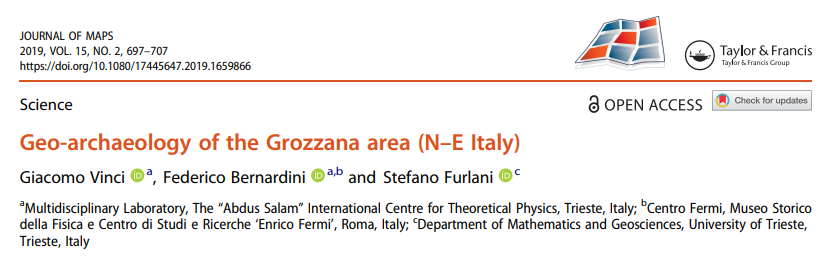 JOURNAL OF MAPS
2019, VOL. 15, NO. 2, 697–707
https://doi.org/10.1080/17445647.2019.1659866
Taylor & Francis
Taylor & Francis Group
Science
OPEN ACCESS
Check for updates
Geo-archaeology of the Grozzana area (N–E Italy)
Giacomo Vinci iD a, Federico Bernardini iD a,b and Stefano Furlani iD c
aMultidisciplinary Laboratory, The “Abdus Salam” International Centre for Theoretical Physics, Trieste, Italy; bCentro Fermi, Museo Storico
della Fisica e Centro di Studi e Ricerche ‘Enrico Fermi’, Roma, Italy; cDepartment of Mathematics and Geosciences, University of Trieste,
Trieste, Italy